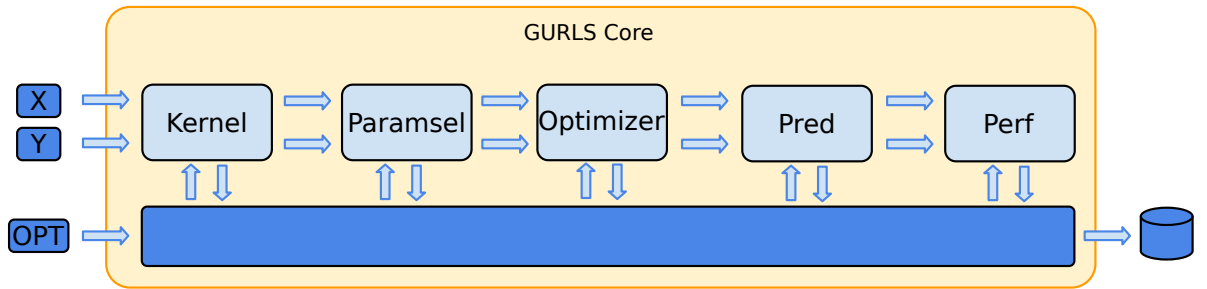 GURLS Core
X
Y
Kernel
Paramsel
Optimizer
Pred
Perf
OPT